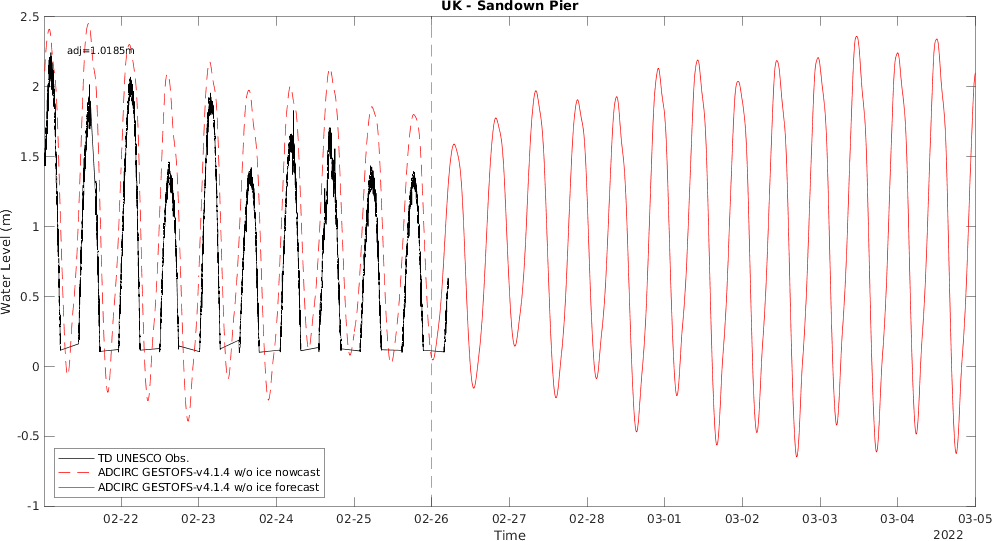 UK - Sandown Pier
adj=1.0185m
2.5
2
1.5
1
0.5
0
-0.5
-1
Water Level (m)
TD UNESCO Obs.
ADCIRC GESTOFS-v4.1.4 w/o ice nowcast
ADCIRC GESTOFS-v4.1.4 w/o ice forecast
02-22 02-23 02-24 02-25 02-26 02-27 02-28 03-01 03-02 03-03 03-04 03-05
Time
2022